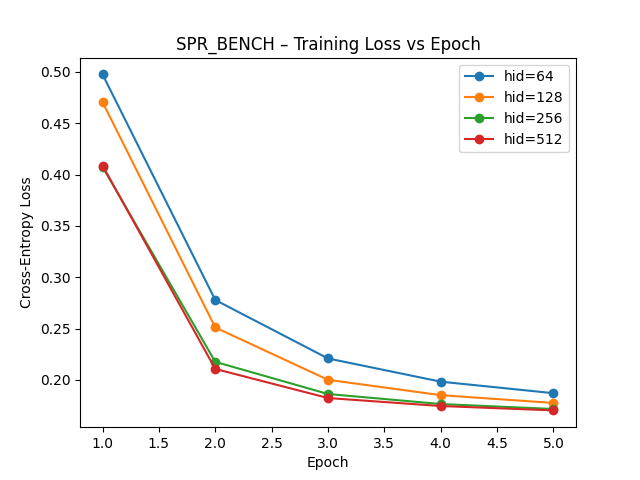 SPR_BENCH – Training Loss vs Epoch
hid=64
hid=128
hid=256
hid=512
Cross-Entropy Loss
0.50
0.45
0.40
0.35
0.30
0.25
0.20
1.0 1.5 2.0 2.5 3.0 3.5 4.0 4.5 5.0
Epoch